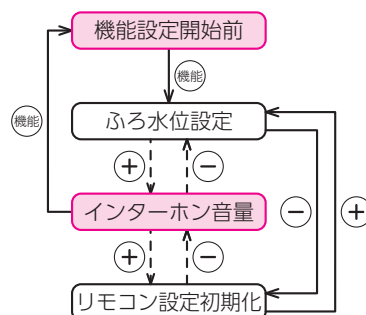 機能設定開始前
機能
機能
ふろ水位設定
+
−
インターホン音量
−
+
+
−
リモコン設定初期化